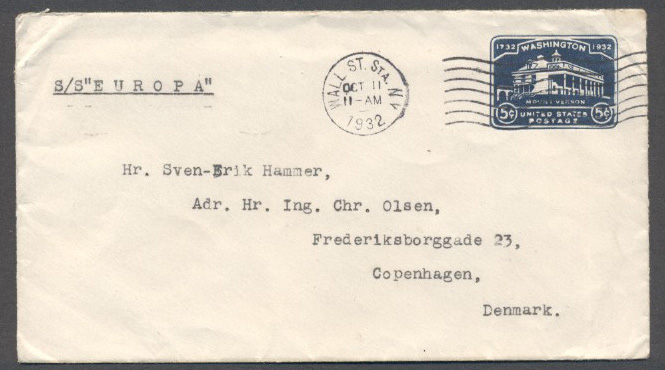 S/S"EUROPA"
WALL ST. STA. N.Y.
OCT 11
11-AM
1932
1732 WASHINGTON 1932
MOUNT VERNON
5¢ UNITED STATES 5¢
POSTAGE
Hr. Sven-Erik Hammer,
Adr. Hr. Ing. Chr. Olsen,
Frederiksborggade 23,
Copenhagen,
Denmark.